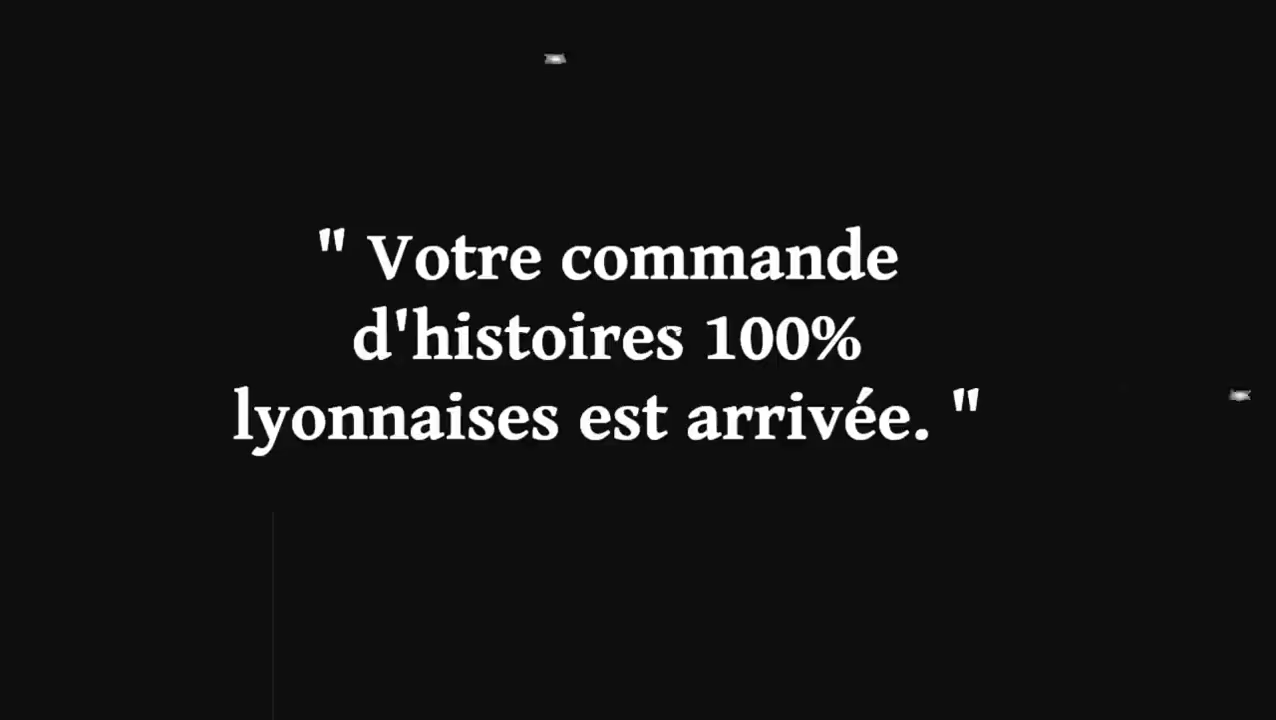 " Votre commande
d'histoires 100%
lyonnaises est arrivée. "